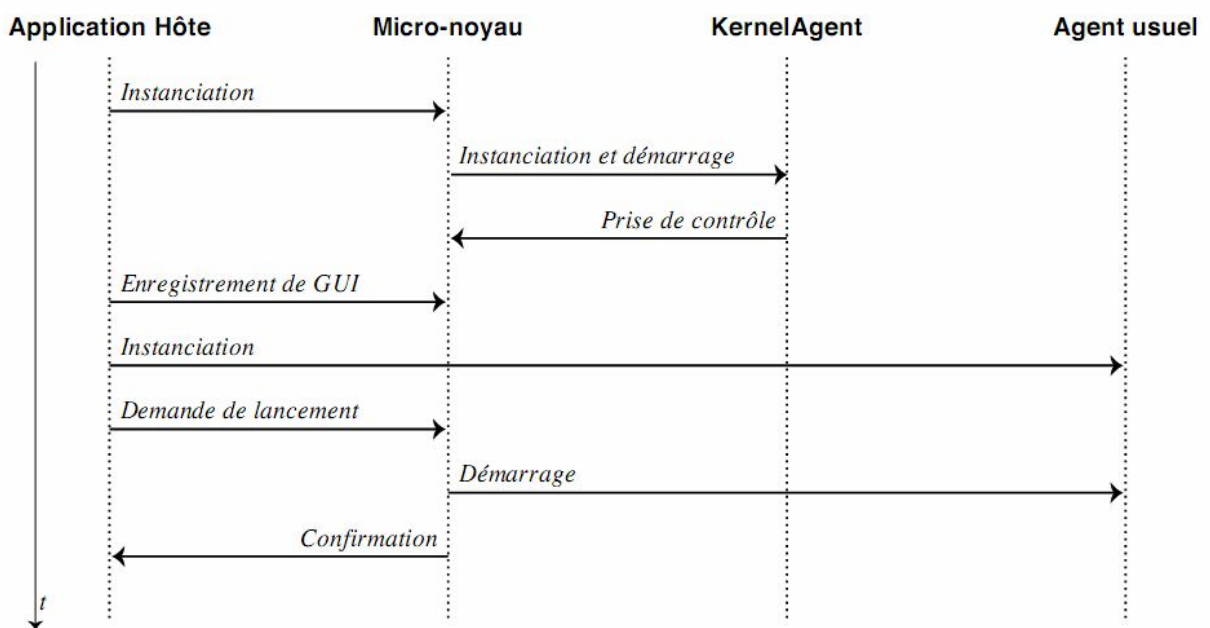 Application Hôte Micro-noyau KernelAgent Agent usuel
Instanciation
Instanciation et démarrage
Prise de contrôle
Enregistrement de GUI
Instanciation
Demande de lancement
Démarrage
Confirmation
t